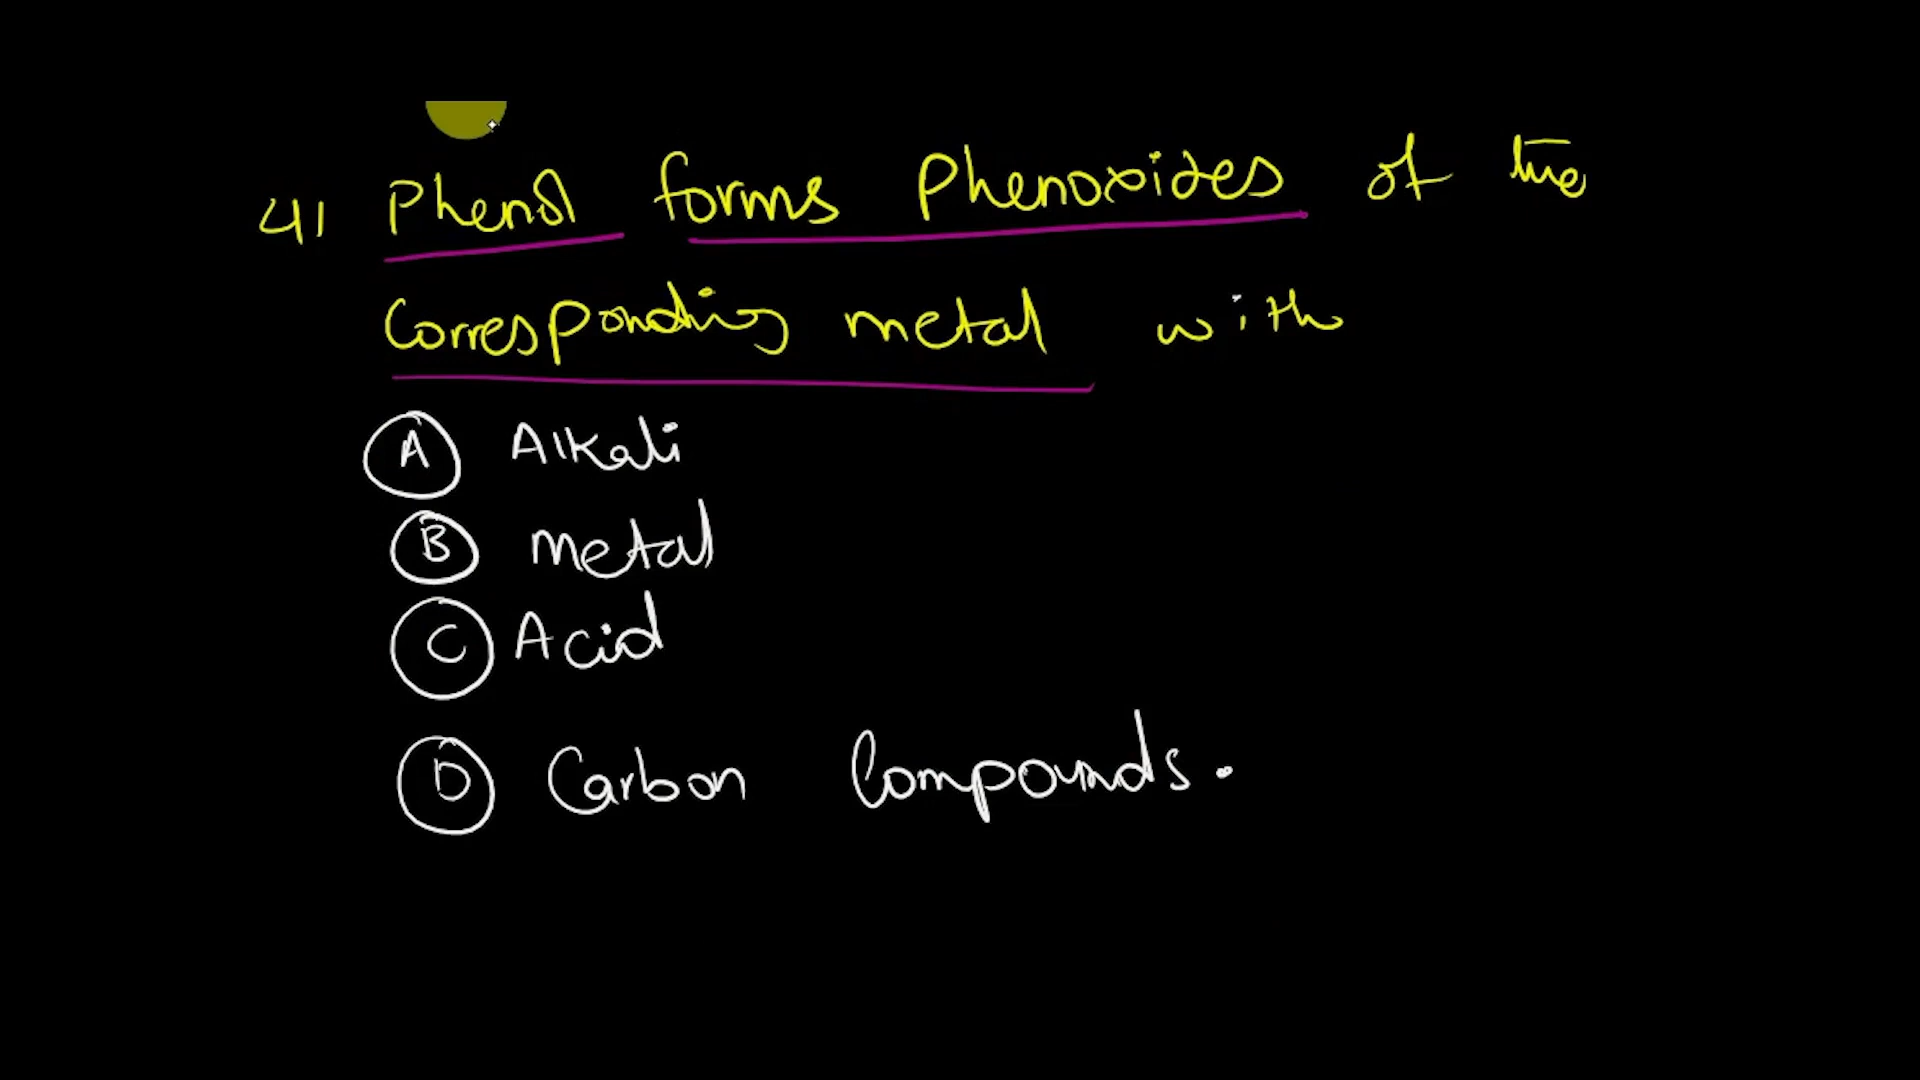 41 Phenol forms Phenoxides of the
Corresponding metal with
A Alkali
B metal
C Acid
D Carbon Compounds.